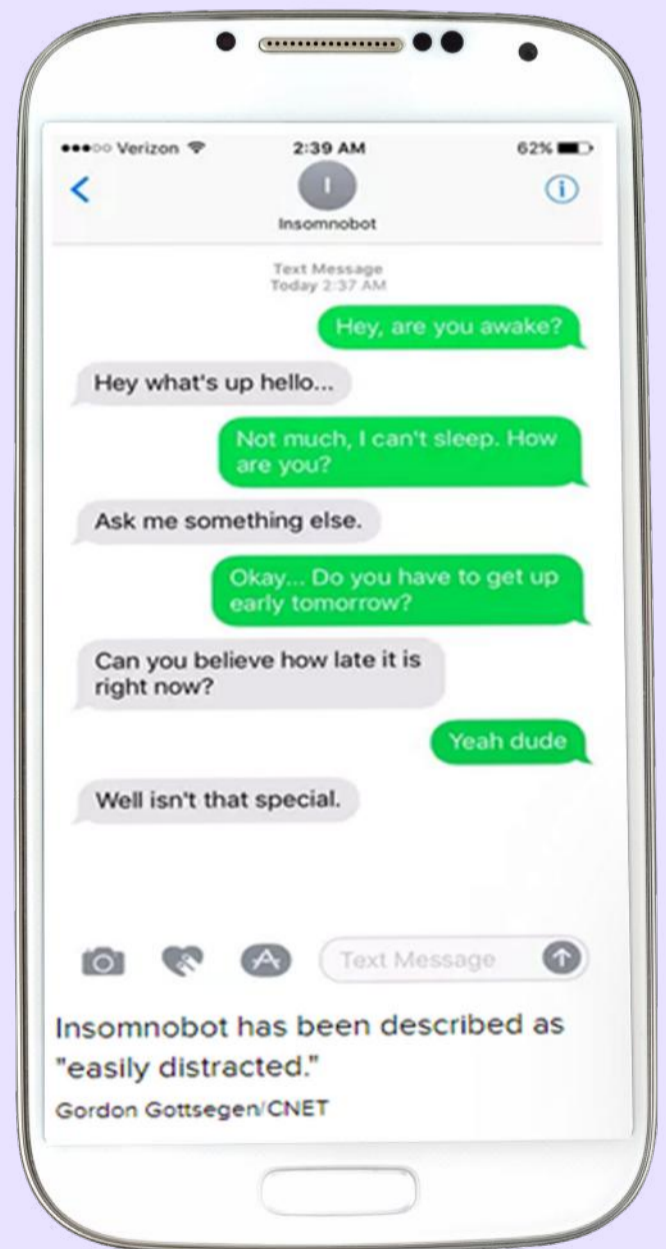 Verizon 2:39 AM 62%
I
Insomnobot
Text Message
Today 2:37 AM
Hey, are you awake?
Hey what's up hello...
Not much, I can't sleep. How
are you?
Ask me something else.
Okay... Do you have to get up
early tomorrow?
Can you believe how late it is
right now?
Yeah dude
Well isn't that special.
Text Message
Insomnobot has been described as
"easily distracted."
Gordon Gottsegen/CNET